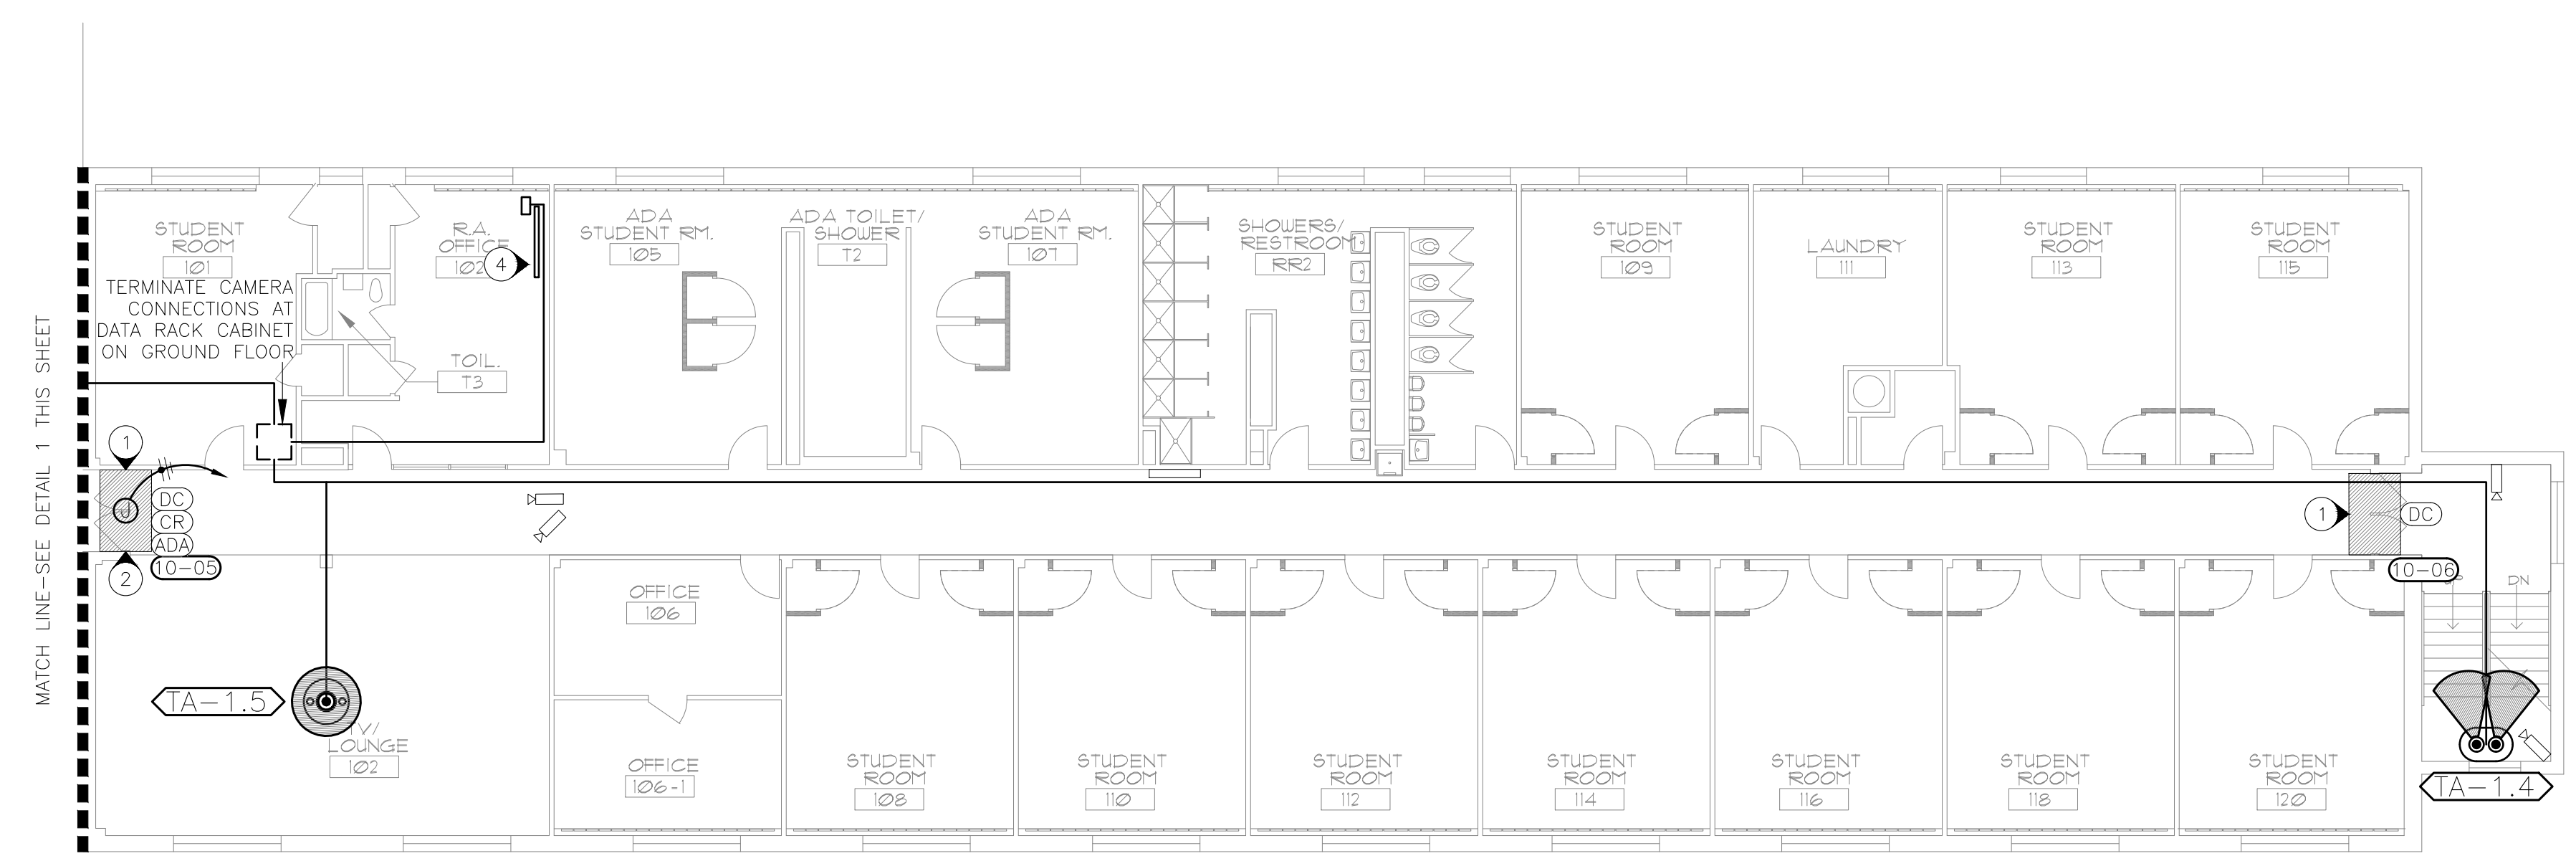 MATCH LINE-SEE DETAIL 1 THIS SHEET
STUDENT
ROOM
101
TERMINATE CAMERA
CONNECTIONS AT
DATA RACK CABINET
ON GROUND FLOOR
R.A.
OFFICE
102
4
TOIL.
T3
ADA
STUDENT RM.
105
ADA TOILET/
SHOWER
T2
ADA
STUDENT RM.
107
SHOWERS/
RESTROOM
RR2
STUDENT
ROOM
109
LAUNDRY
111
STUDENT
ROOM
113
STUDENT
ROOM
115
1
J
DC
CR
ADA
10-05
2
1
DC
10-06
DN
OFFICE
106
OFFICE
106-1
TA-1.5
TV/
LOUNGE
102
STUDENT
ROOM
108
STUDENT
ROOM
110
STUDENT
ROOM
112
STUDENT
ROOM
114
STUDENT
ROOM
116
STUDENT
ROOM
118
STUDENT
ROOM
120
TA-1.4